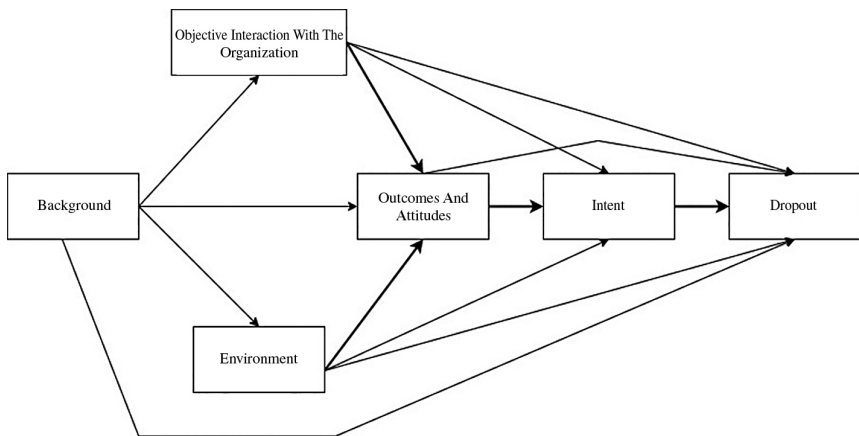 Objective Interaction With The
Organization
Background
Outcomes And
Attitudes
Intent
Dropout
Environment